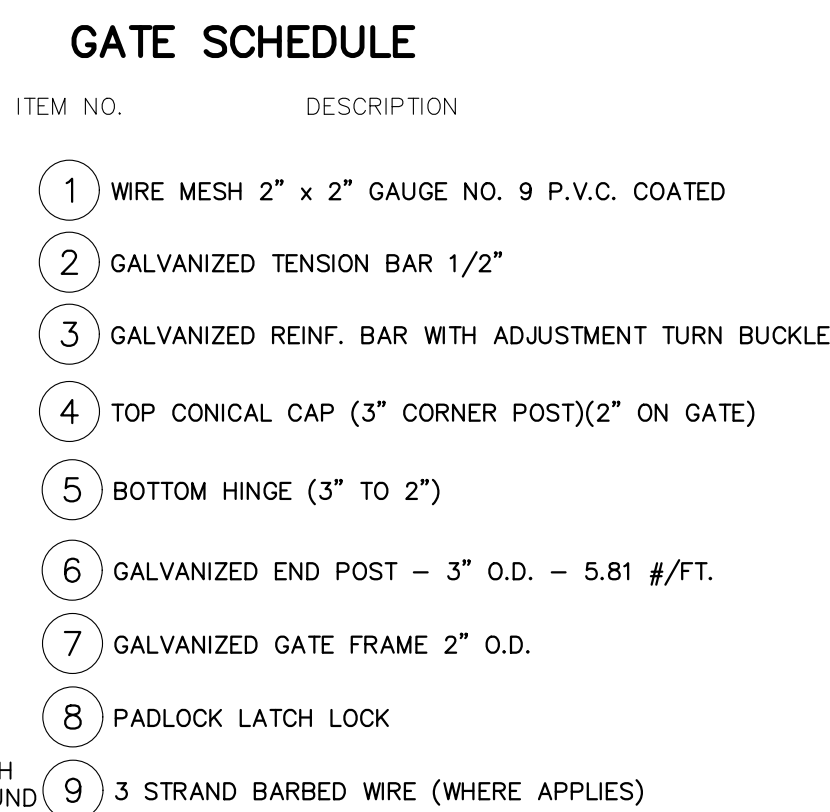 GATE SCHEDULE
ITEM NO. DESCRIPTION
1 WIRE MESH 2" x 2" GAUGE NO. 9 P.V.C. COATED
2 GALVANIZED TENSION BAR 1/2"
3 GALVANIZED REINF. BAR WITH ADJUSTMENT TURN BUCKLE
4 TOP CONICAL CAP (3" CORNER POST)(2" ON GATE)
5 BOTTOM HINGE (3" TO 2")
6 GALVANIZED END POST – 3" O.D. – 5.81 #/FT.
7 GALVANIZED GATE FRAME 2" O.D.
8 PADLOCK LATCH LOCK
9 3 STRAND BARBED WIRE (WHERE APPLIES)